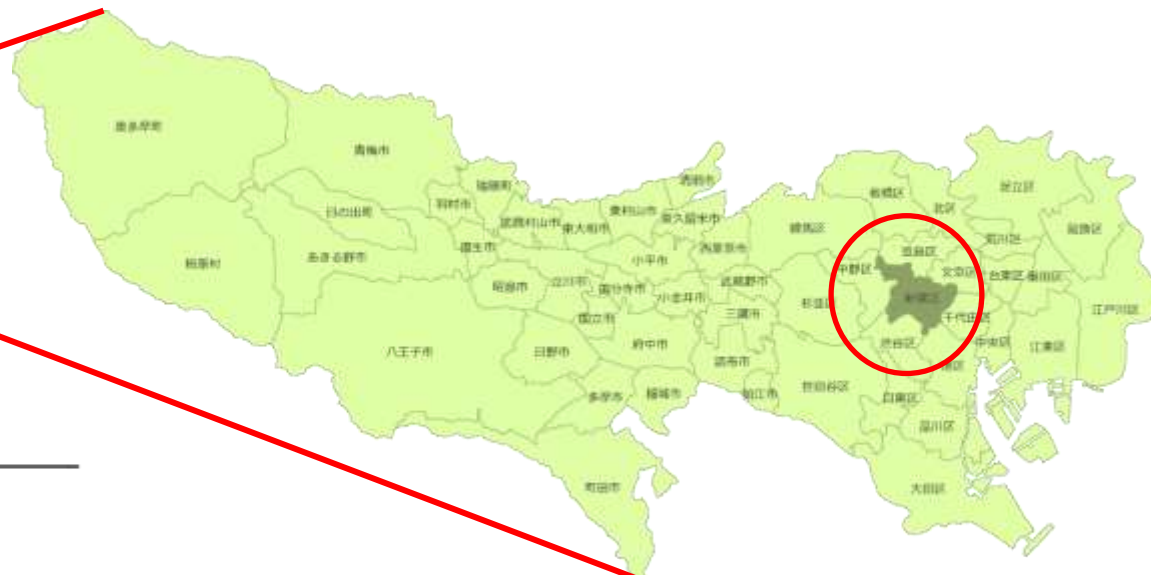 奥多摩町
青梅市
瑞穂町
羽村市
日の出町
武蔵村山市
東大和市
東村山市
清瀬市
東久留米市
檜原村
あきる野市
福生市
昭島市
立川市
国分寺市
小平市
小金井市
西東京市
武蔵野市
三鷹市
八王子市
日野市
国立市
府中市
調布市
多摩市
稲城市
狛江市
町田市
練馬区
板橋区
北区
足立区
葛飾区
荒川区
豊島区
中野区
文京区
台東区
墨田区
杉並区
新宿区
千代田区
江戸川区
渋谷区
中央区
江東区
港区
世田谷区
目黒区
品川区
大田区